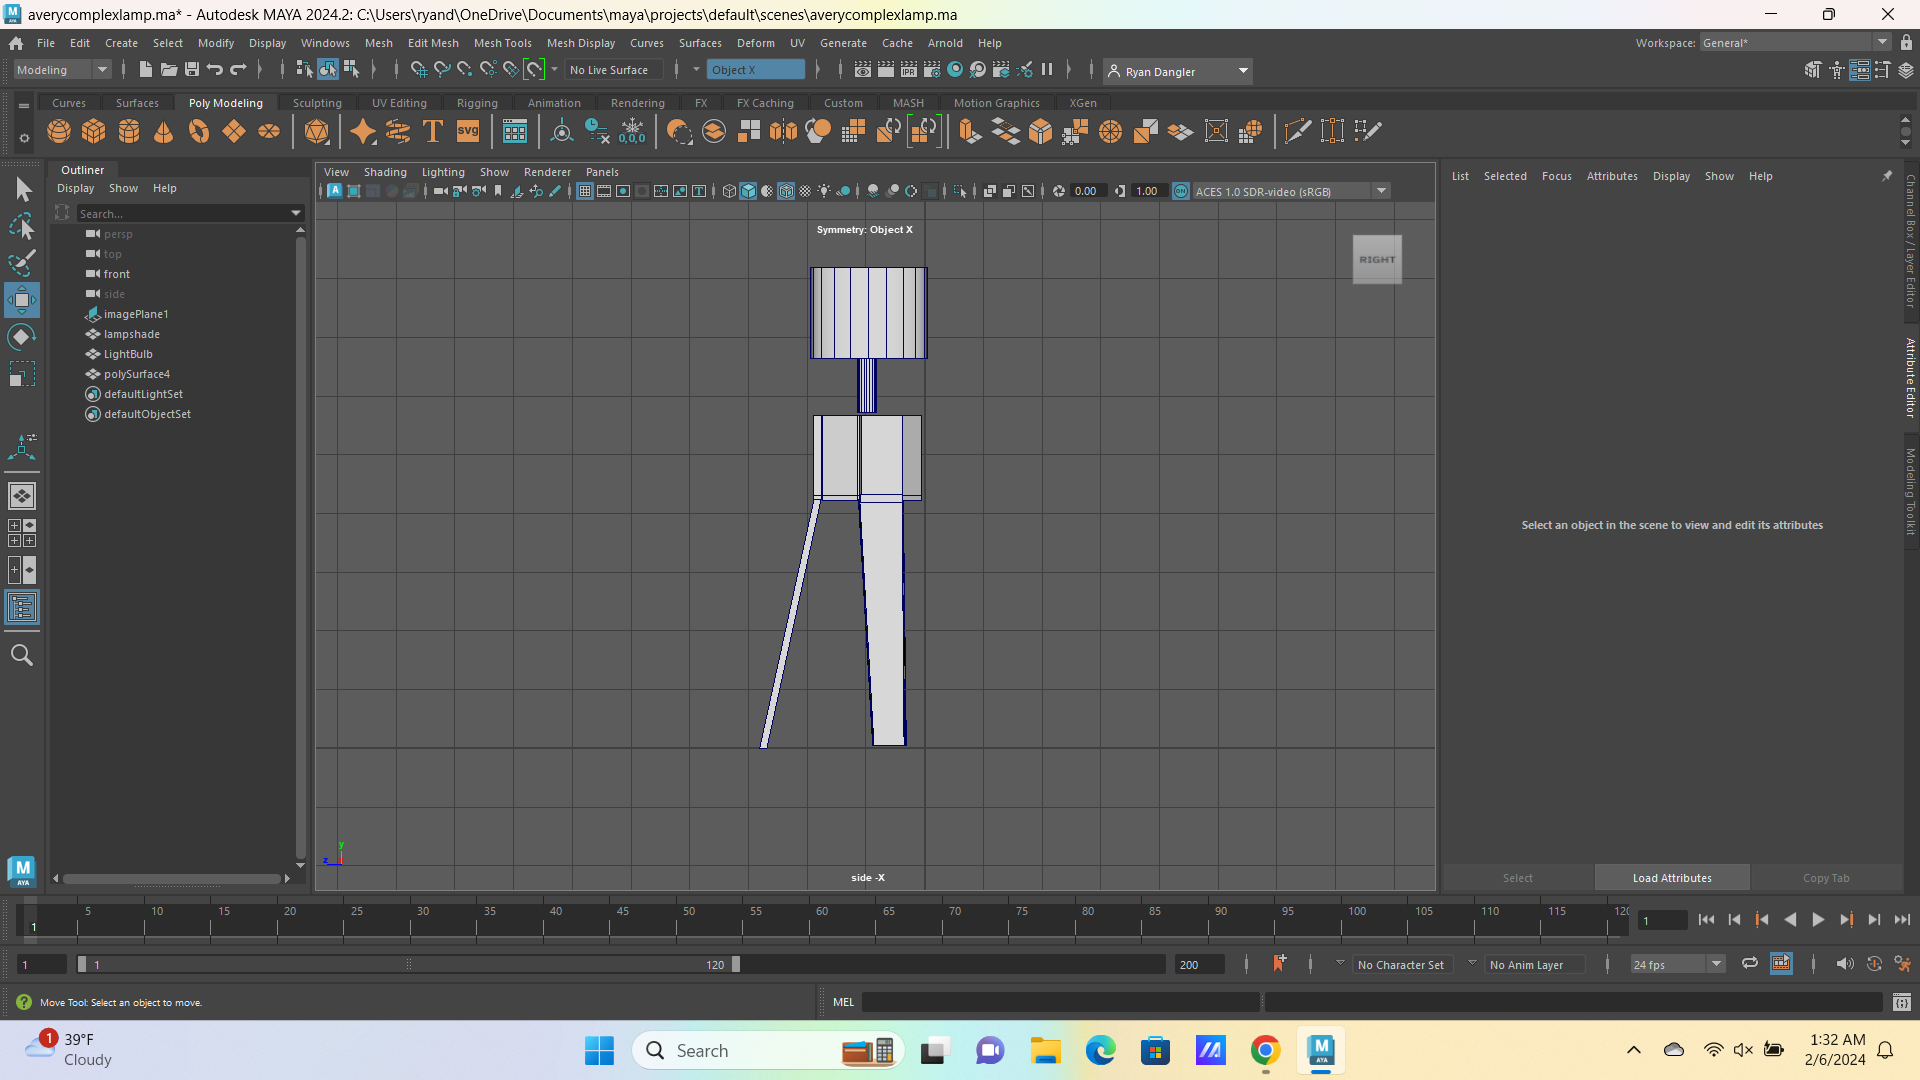 averycomplexlamp.ma* - Autodesk MAYA 2024.2: C:\Users\ryand\OneDrive\Documents\maya\projects\default\scenes\averycomplexlamp.ma
File Edit Create Select Modify Display Windows Mesh Edit Mesh Mesh Tools Mesh Display Curves Surfaces Deform UV Generate Cache Arnold Help
Workspace: General*
Modeling
No Live Surface
Object X
IPR
Ryan Dangler
Curves Surfaces Poly Modeling Sculpting UV Editing Rigging Animation Rendering FX FX Caching Custom MASH Motion Graphics XGen
T
SVG
0,0,0
Outliner
Display Show Help
Search...
persp
top
front
side
imagePlane1
lampshade
LightBulb
polySurface4
defaultLightSet
defaultObjectSet
View Shading Lighting Show Renderer Panels
0.00
1.00
ON
ACES 1.0 SDR-video (sRGB)
Symmetry: Object X
RIGHT
y
z
side -X
List Selected Focus Attributes Display Show Help
Select an object in the scene to view and edit its attributes
Select
Load Attributes
Copy Tab
Channel Box / Layer Editor
Attribute Editor
Modeling Toolkit
M
AYA
1
5 10 15 20 25 30 35 40 45 50 55 60 65 70 75 80 85 90 95 100 105 110 115 120
1
1
1
120
200
No Character Set
No Anim Layer
24 fps
Move Tool: Select an object to move.
MEL
1
39°F
Cloudy
Search
M
AYA
1:32 AM
2/6/2024